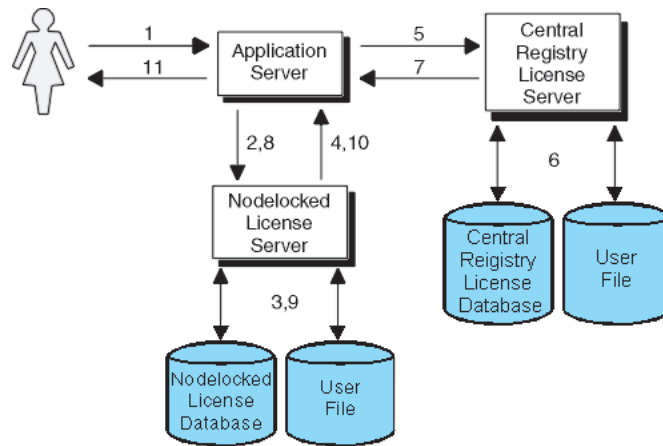 1
11
Application
Server
5
7
Central
Registry
License
Server
2,8
4,10
6
Nodelocked
License
Server
Central
Reigistry
License
Database
User
File
3,9
Nodelocked
License
Database
User
File